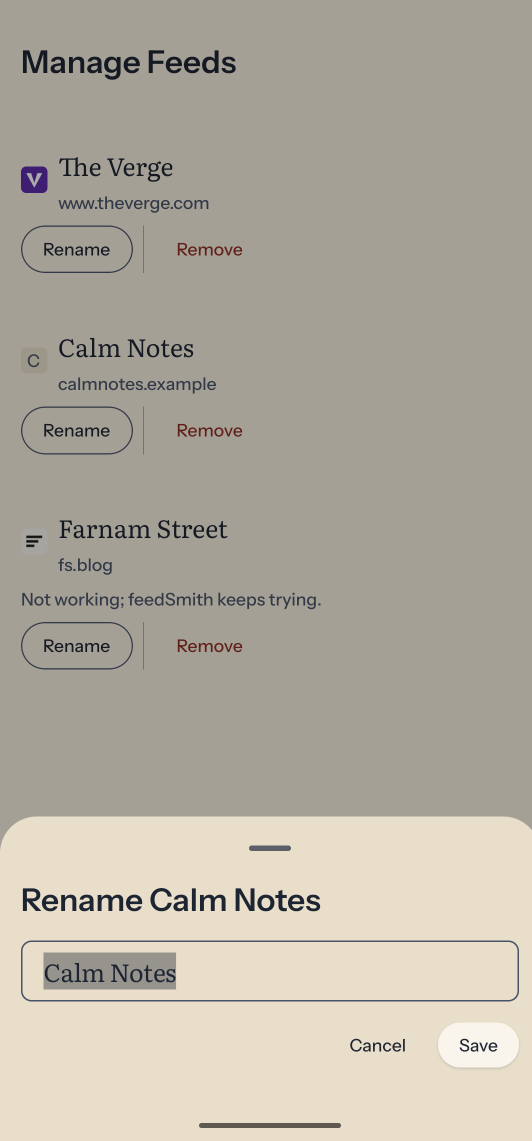 Manage Feeds
V
The Verge
www.theverge.com
Rename
Remove
C
Calm Notes
calmnotes.example
Rename
Remove
Farnam Street
fs.blog
Not working; feedSmith keeps trying.
Rename
Remove
Rename Calm Notes
Calm Notes
Cancel
Save